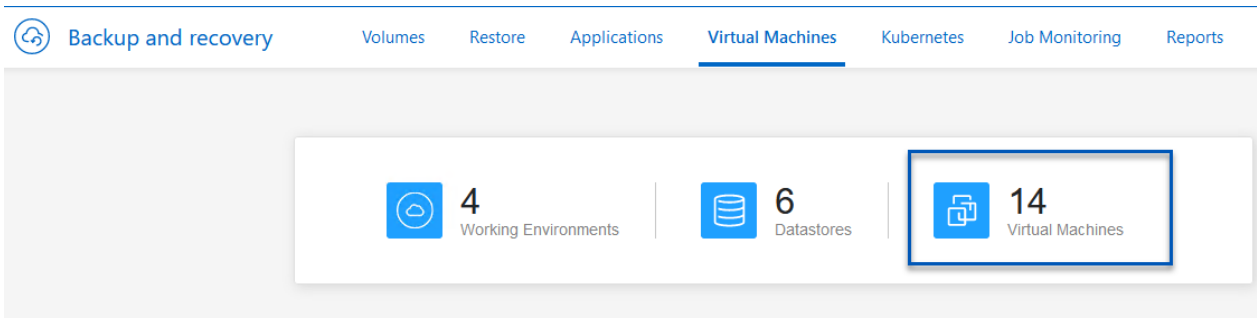 Backup and recovery Volumes Restore Applications Virtual Machines Kubernetes Job Monitoring Reports
4 6 14
Working Environments Datastores Virtual Machines